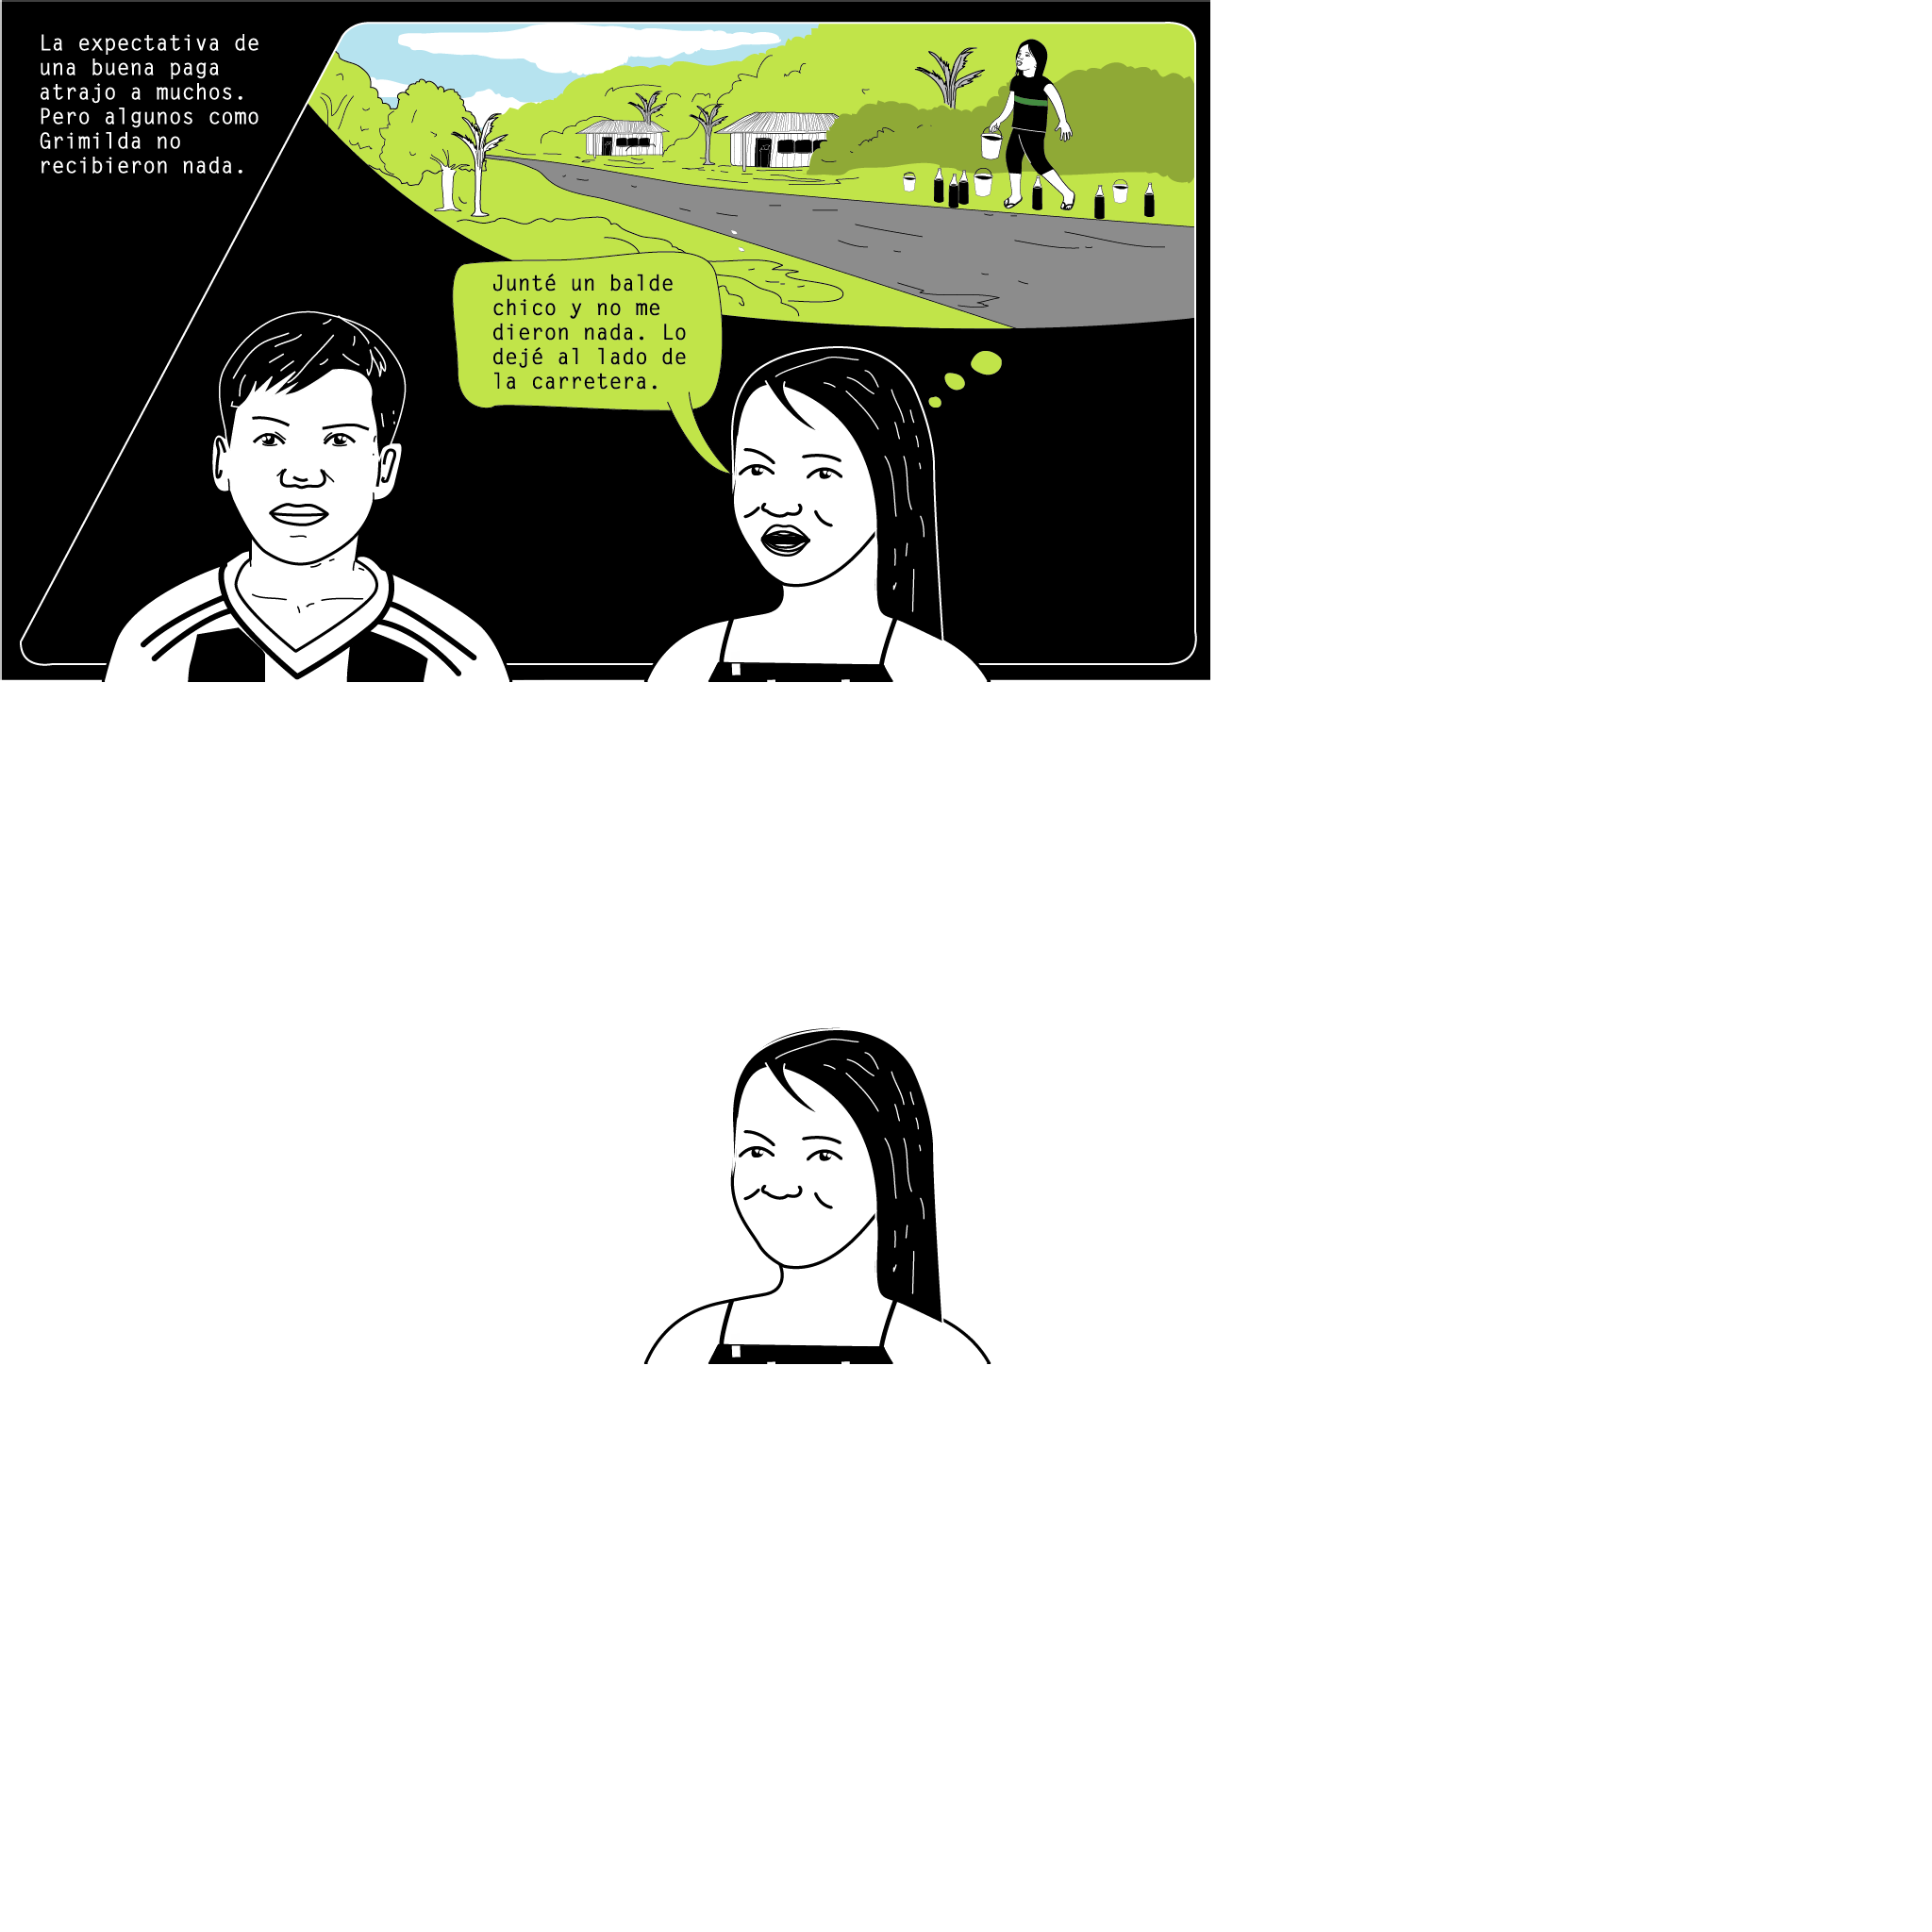 La expectativa de
una buena paga
atrajo a muchos.
Pero algunos como
Grimilda no
recibieron nada.
Junté un balde
chico y no me
dieron nada. Lo
dejé al lado de
la carretera.